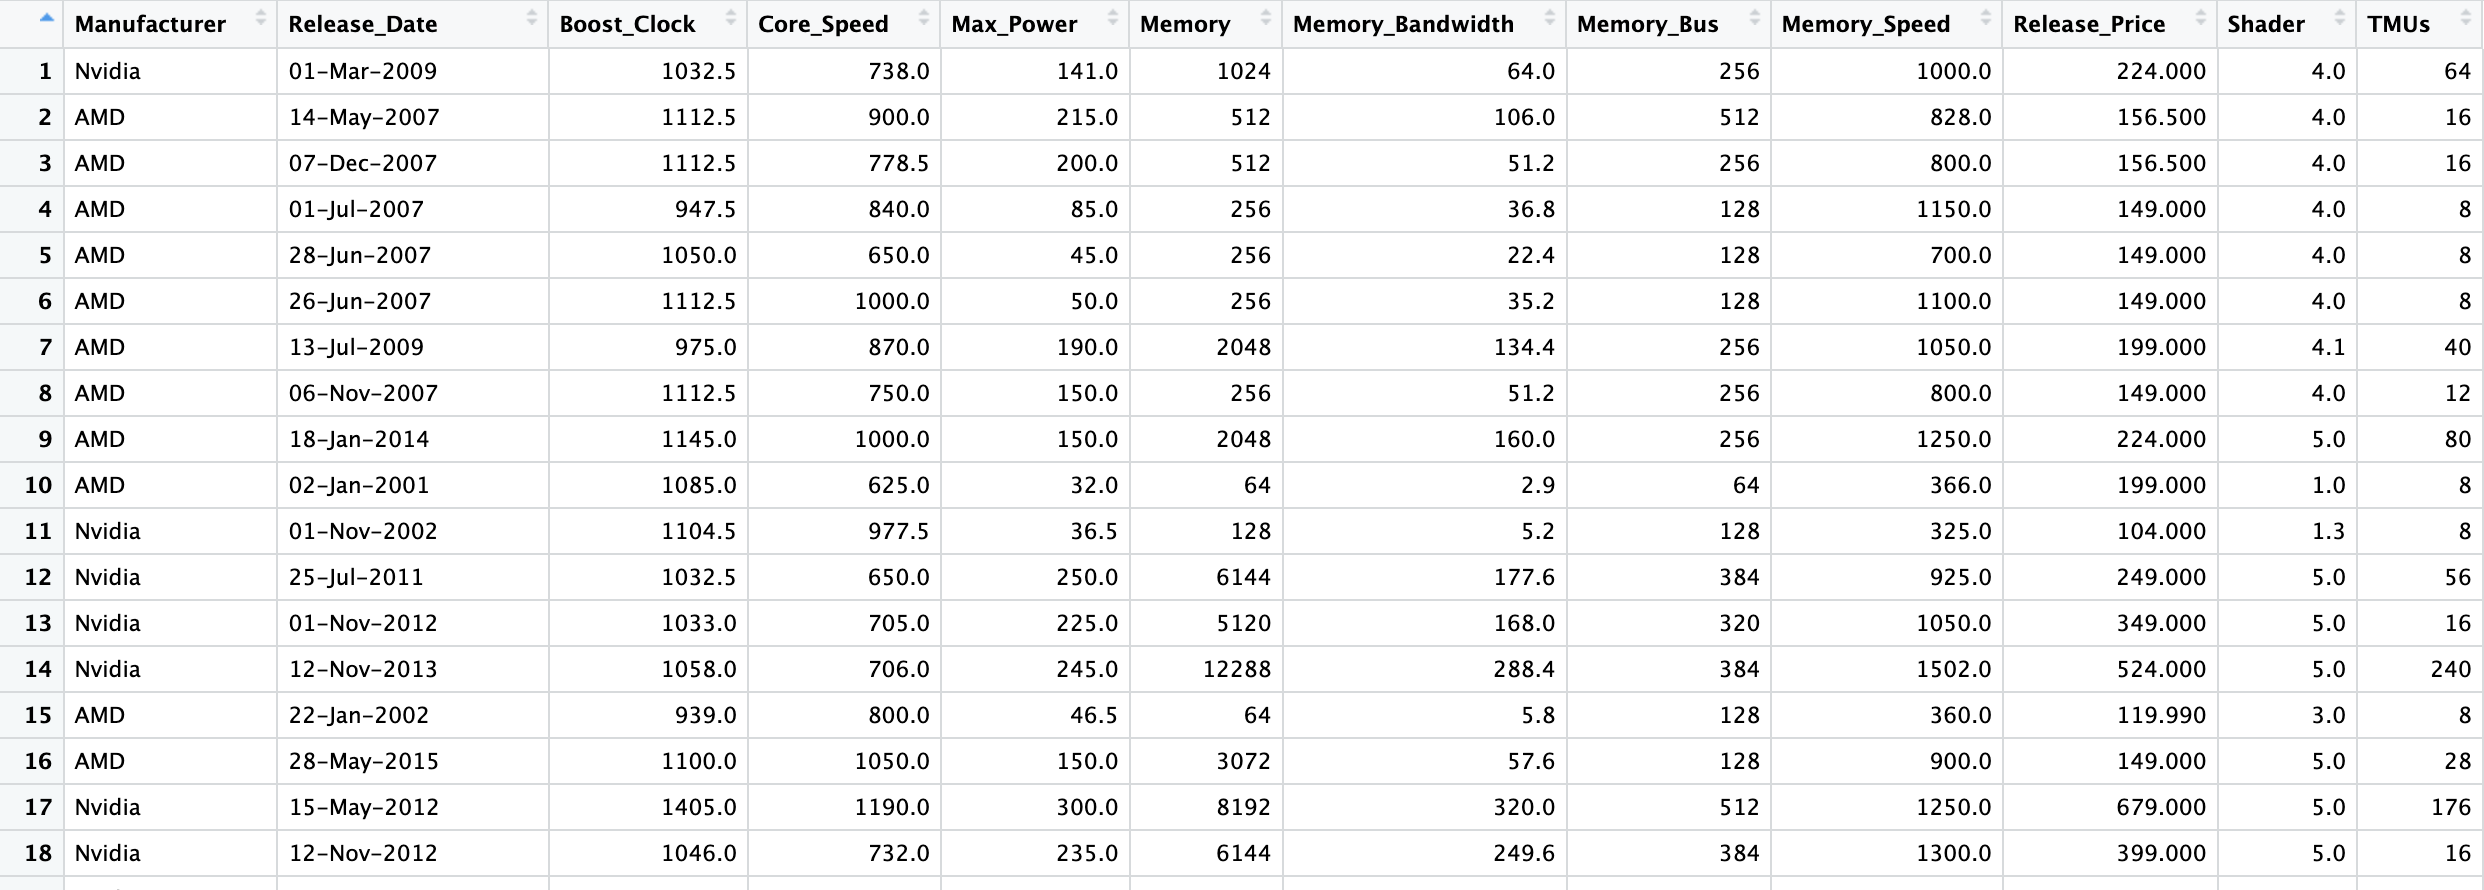 Manufacturer Release_Date Boost_Clock Core_Speed Max_Power Memory Memory_Bandwidth Memory_Bus Memory_Speed Release_Price Shader TMUs
1 Nvidia 01-Mar-2009 1032.5 738.0 141.0 1024 64.0 256 1000.0 224.000 4.0 64
2 AMD 14-May-2007 1112.5 900.0 215.0 512 106.0 512 828.0 156.500 4.0 16
3 AMD 07-Dec-2007 1112.5 778.5 200.0 512 51.2 256 800.0 156.500 4.0 16
4 AMD 01-Jul-2007 947.5 840.0 85.0 256 36.8 128 1150.0 149.000 4.0 8
5 AMD 28-Jun-2007 1050.0 650.0 45.0 256 22.4 128 700.0 149.000 4.0 8
6 AMD 26-Jun-2007 1112.5 1000.0 50.0 256 35.2 128 1100.0 149.000 4.0 8
7 AMD 13-Jul-2009 975.0 870.0 190.0 2048 134.4 256 1050.0 199.000 4.1 40
8 AMD 06-Nov-2007 1112.5 750.0 150.0 256 51.2 256 800.0 149.000 4.0 12
9 AMD 18-Jan-2014 1145.0 1000.0 150.0 2048 160.0 256 1250.0 224.000 5.0 80
10 AMD 02-Jan-2001 1085.0 625.0 32.0 64 2.9 64 366.0 199.000 1.0 8
11 Nvidia 01-Nov-2002 1104.5 977.5 36.5 128 5.2 128 325.0 104.000 1.3 8
12 Nvidia 25-Jul-2011 1032.5 650.0 250.0 6144 177.6 384 925.0 249.000 5.0 56
13 Nvidia 01-Nov-2012 1033.0 705.0 225.0 5120 168.0 320 1050.0 349.000 5.0 16
14 Nvidia 12-Nov-2013 1058.0 706.0 245.0 12288 288.4 384 1502.0 524.000 5.0 240
15 AMD 22-Jan-2002 939.0 800.0 46.5 64 5.8 128 360.0 119.990 3.0 8
16 AMD 28-May-2015 1100.0 1050.0 150.0 3072 57.6 128 900.0 149.000 5.0 28
17 Nvidia 15-May-2012 1405.0 1190.0 300.0 8192 320.0 512 1250.0 679.000 5.0 176
18 Nvidia 12-Nov-2012 1046.0 732.0 235.0 6144 249.6 384 1300.0 399.000 5.0 16